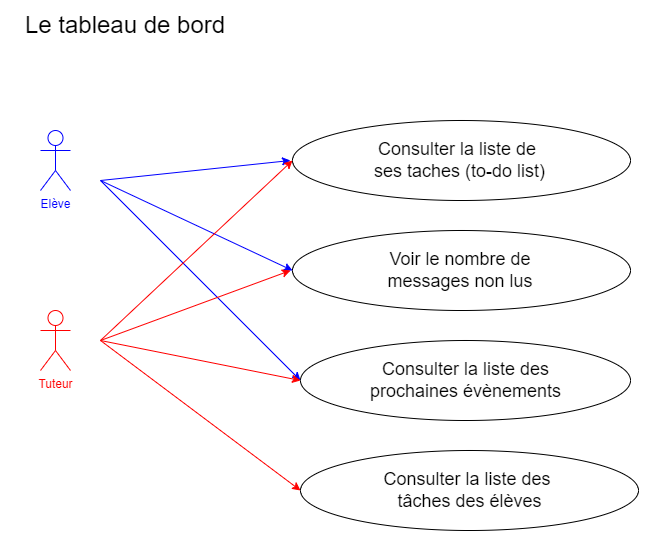 Le tableau de bord
Elève
Consulter la liste de
ses taches (to-do list)
Voir le nombre de
messages non lus
Tuteur
Consulter la liste des
prochaines évènements
Consulter la liste des
tâches des élèves